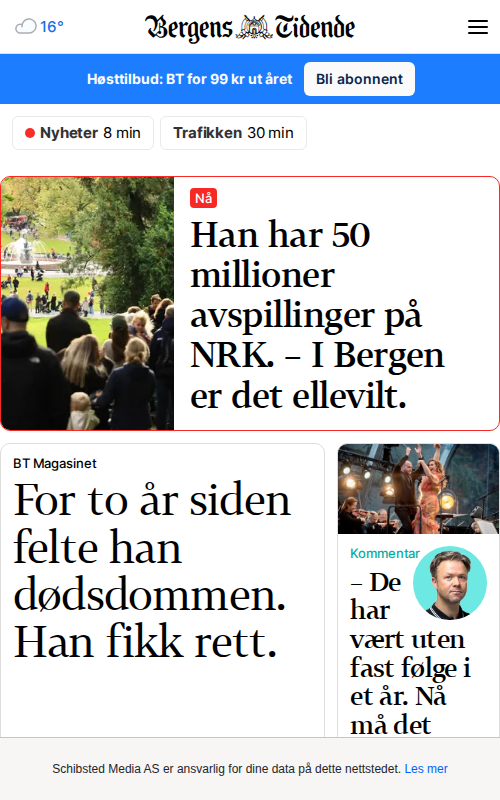 16°
Bergens Tidende
Høsttilbud: BT for 99 kr ut året
Bli abonnent
Nyheter 8 min
Trafikken 30 min
Nå
Han har 50
millioner
avspillinger på
NRK. – I Bergen
er det ellevilt.
BT Magasinet
For to år siden
felte han
dødsdommen.
Han fikk rett.
Kommentar
– De
har
vært uten
fast følge i
et år. Nå
må det
Schibsted Media AS er ansvarlig for dine data på dette nettstedet. Les mer